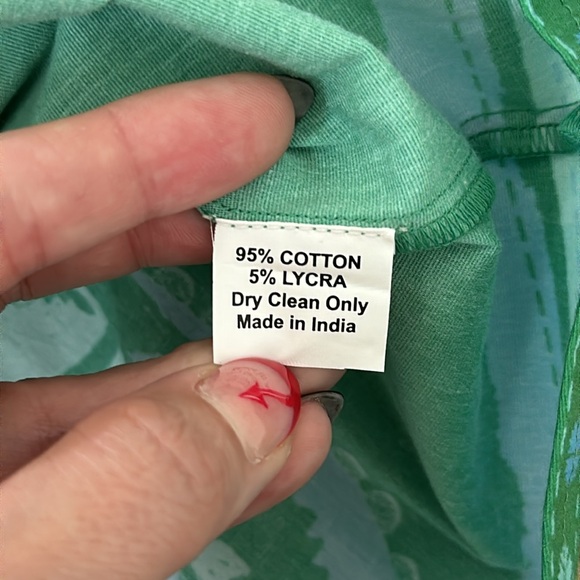 95% COTTON
5% LYCRA
Dry Clean Only
Made in India